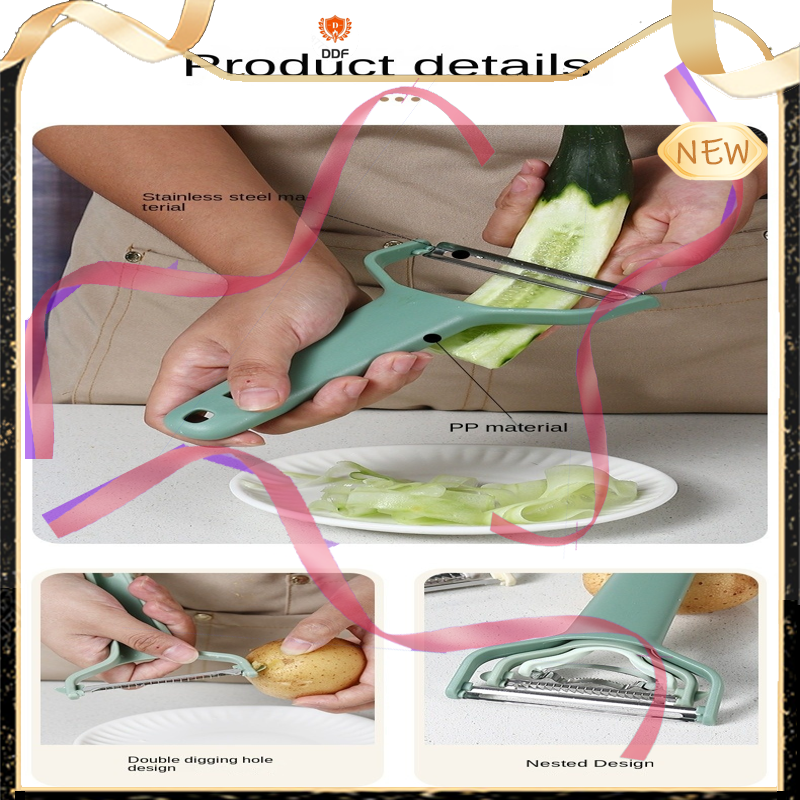 DDF
Product details
NEW
Stainless steel ma-
terial
PP material
Double digging hole
design
Nested Design